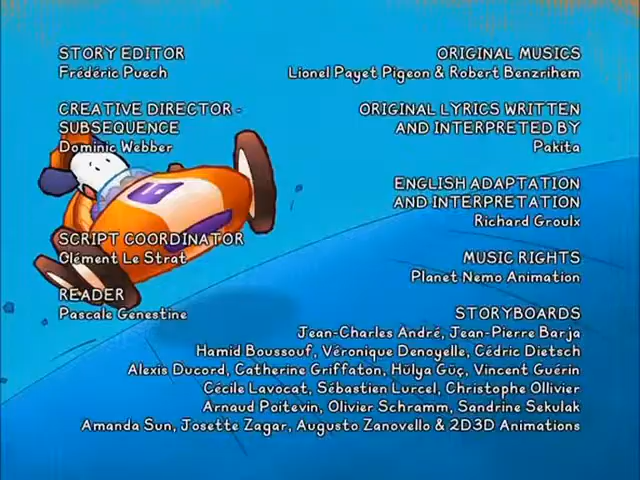 STORY EDITOR
Frédéric Puech
CREATIVE DIRECTOR -
SUBSEQUENCE
Dominic Webber
SCRIPT COORDINATOR
Clément Le Strat
READER
Pascale Genestine
ORIGINAL MUSICS
Lionel Payet Pigeon & Robert Benzrihem
ORIGINAL LYRICS WRITTEN
AND INTERPRETED BY
Pakita
ENGLISH ADAPTATION
AND INTERPRETATION
Richard Groulx
MUSIC RIGHTS
Planet Nemo Animation
STORYBOARDS
Jean-Charles André, Jean-Pierre Barja
Hamid Boussouf, Véronique Denoyelle, Cédric Dietsch
Alexis Ducord, Catherine Griffaton, Hülya Güç, Vincent Guérin
Cécile Lavocat, Sébastien Lurcel, Christophe Ollivier
Arnaud Poitevin, Olivier Schramm, Sandrine Sekulak
Amanda Sun, Josette Zagar, Augusto Zanovello & 2D3D Animations